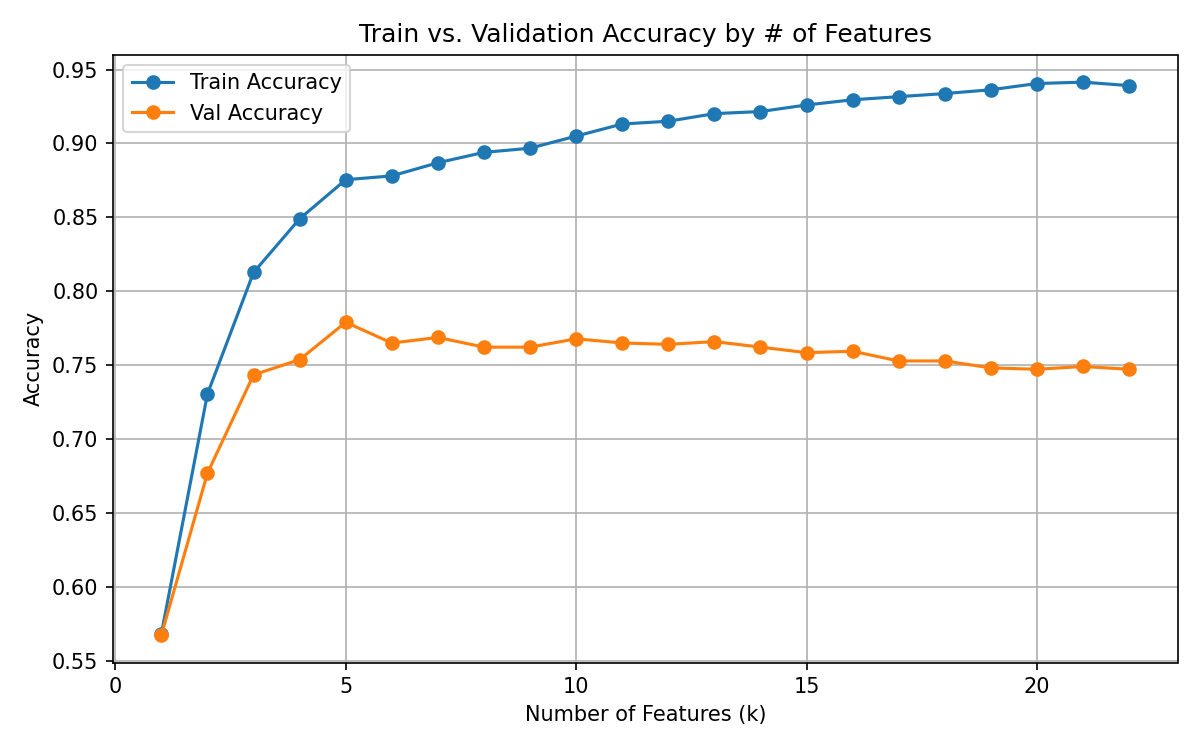 Train vs. Validation Accuracy by # of Features
Train Accuracy
Val Accuracy
Accuracy
0.95
0.90
0.85
0.80
0.75
0.70
0.65
0.60
0.55
0 5 10 15 20
Number of Features (k)